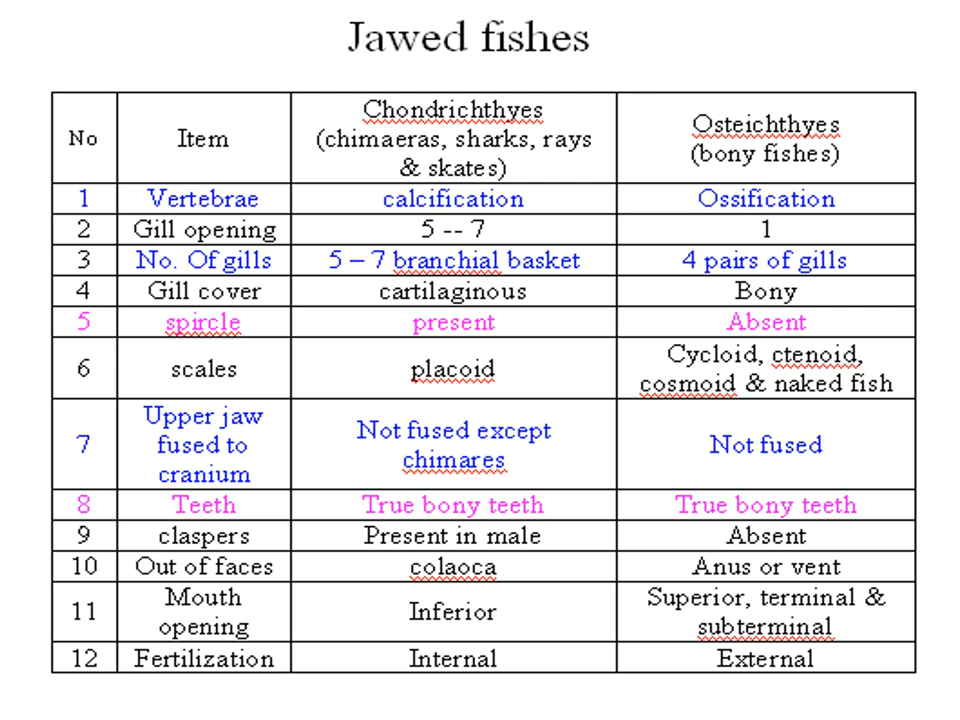 Jawed fishes
No
Item
Chondrichthyes
(chimaeras, sharks, rays
& skates)
Osteichthyes
(bony fishes)
1 Vertebrae calcification Ossification
2 Gill opening 5 -- 7 1
3 No. Of gills 5 – 7 branchial basket 4 pairs of gills
4 Gill cover cartilaginous Bony
5 spircle present Absent
6 scales placoid
Cycloid, ctenoid,
cosmoid & naked fish
7
Upper jaw
fused to
cranium
Not fused except
chimares
Not fused
8 Teeth True bony teeth True bony teeth
9 claspers Present in male Absent
10 Out of faces colaoca Anus or vent
11
Mouth
opening
Inferior
Superior, terminal &
subterminal
12 Fertilization Internal External